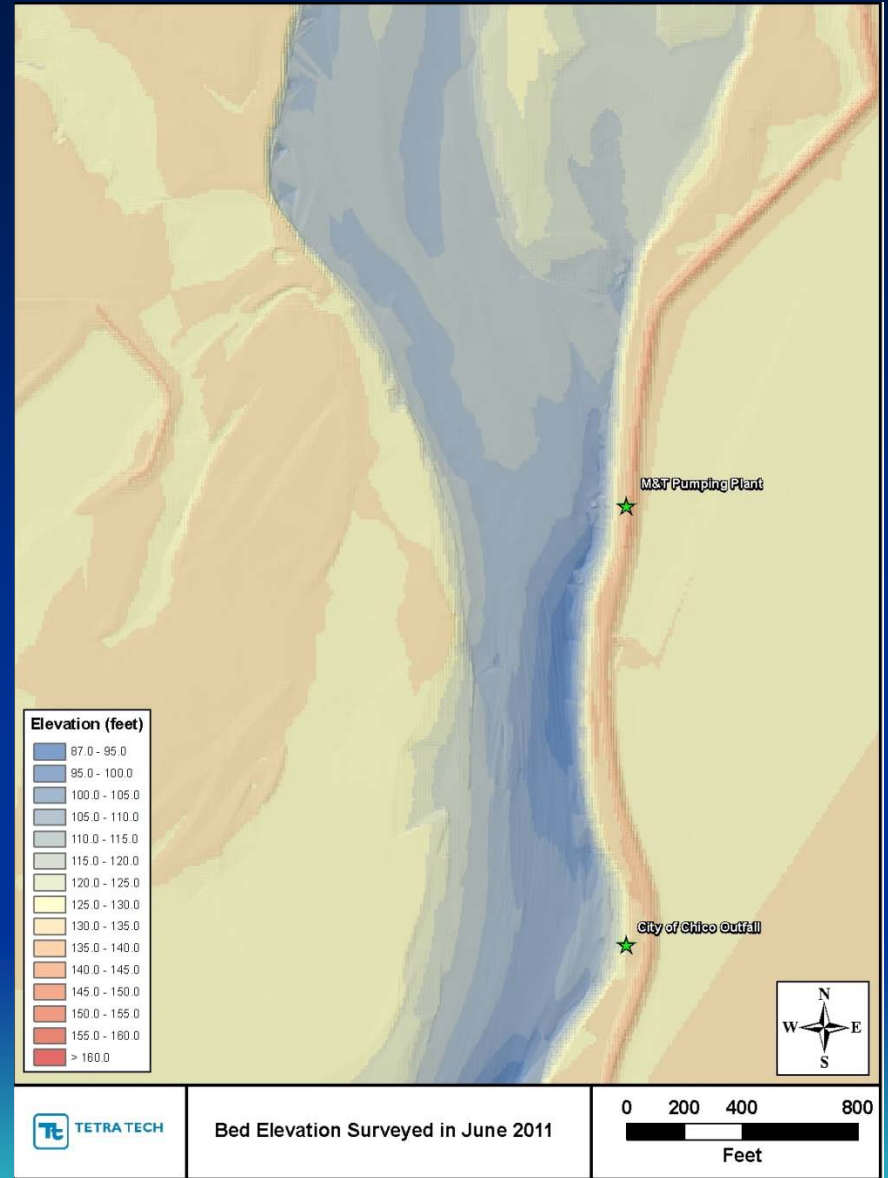 M&T Pumping Plant
City of Chico Outfall
Elevation (feet)
87.0 - 95.0
95.0 - 100.0
100.0 - 105.0
105.0 - 110.0
110.0 - 115.0
115.0 - 120.0
120.0 - 125.0
125.0 - 130.0
130.0 - 135.0
135.0 - 140.0
140.0 - 145.0
145.0 - 150.0
150.0 - 155.0
155.0 - 160.0
> 160.0
N
W E
S
Tt TETRA TECH
Bed Elevation Surveyed in June 2011
0 200 400 800
Feet